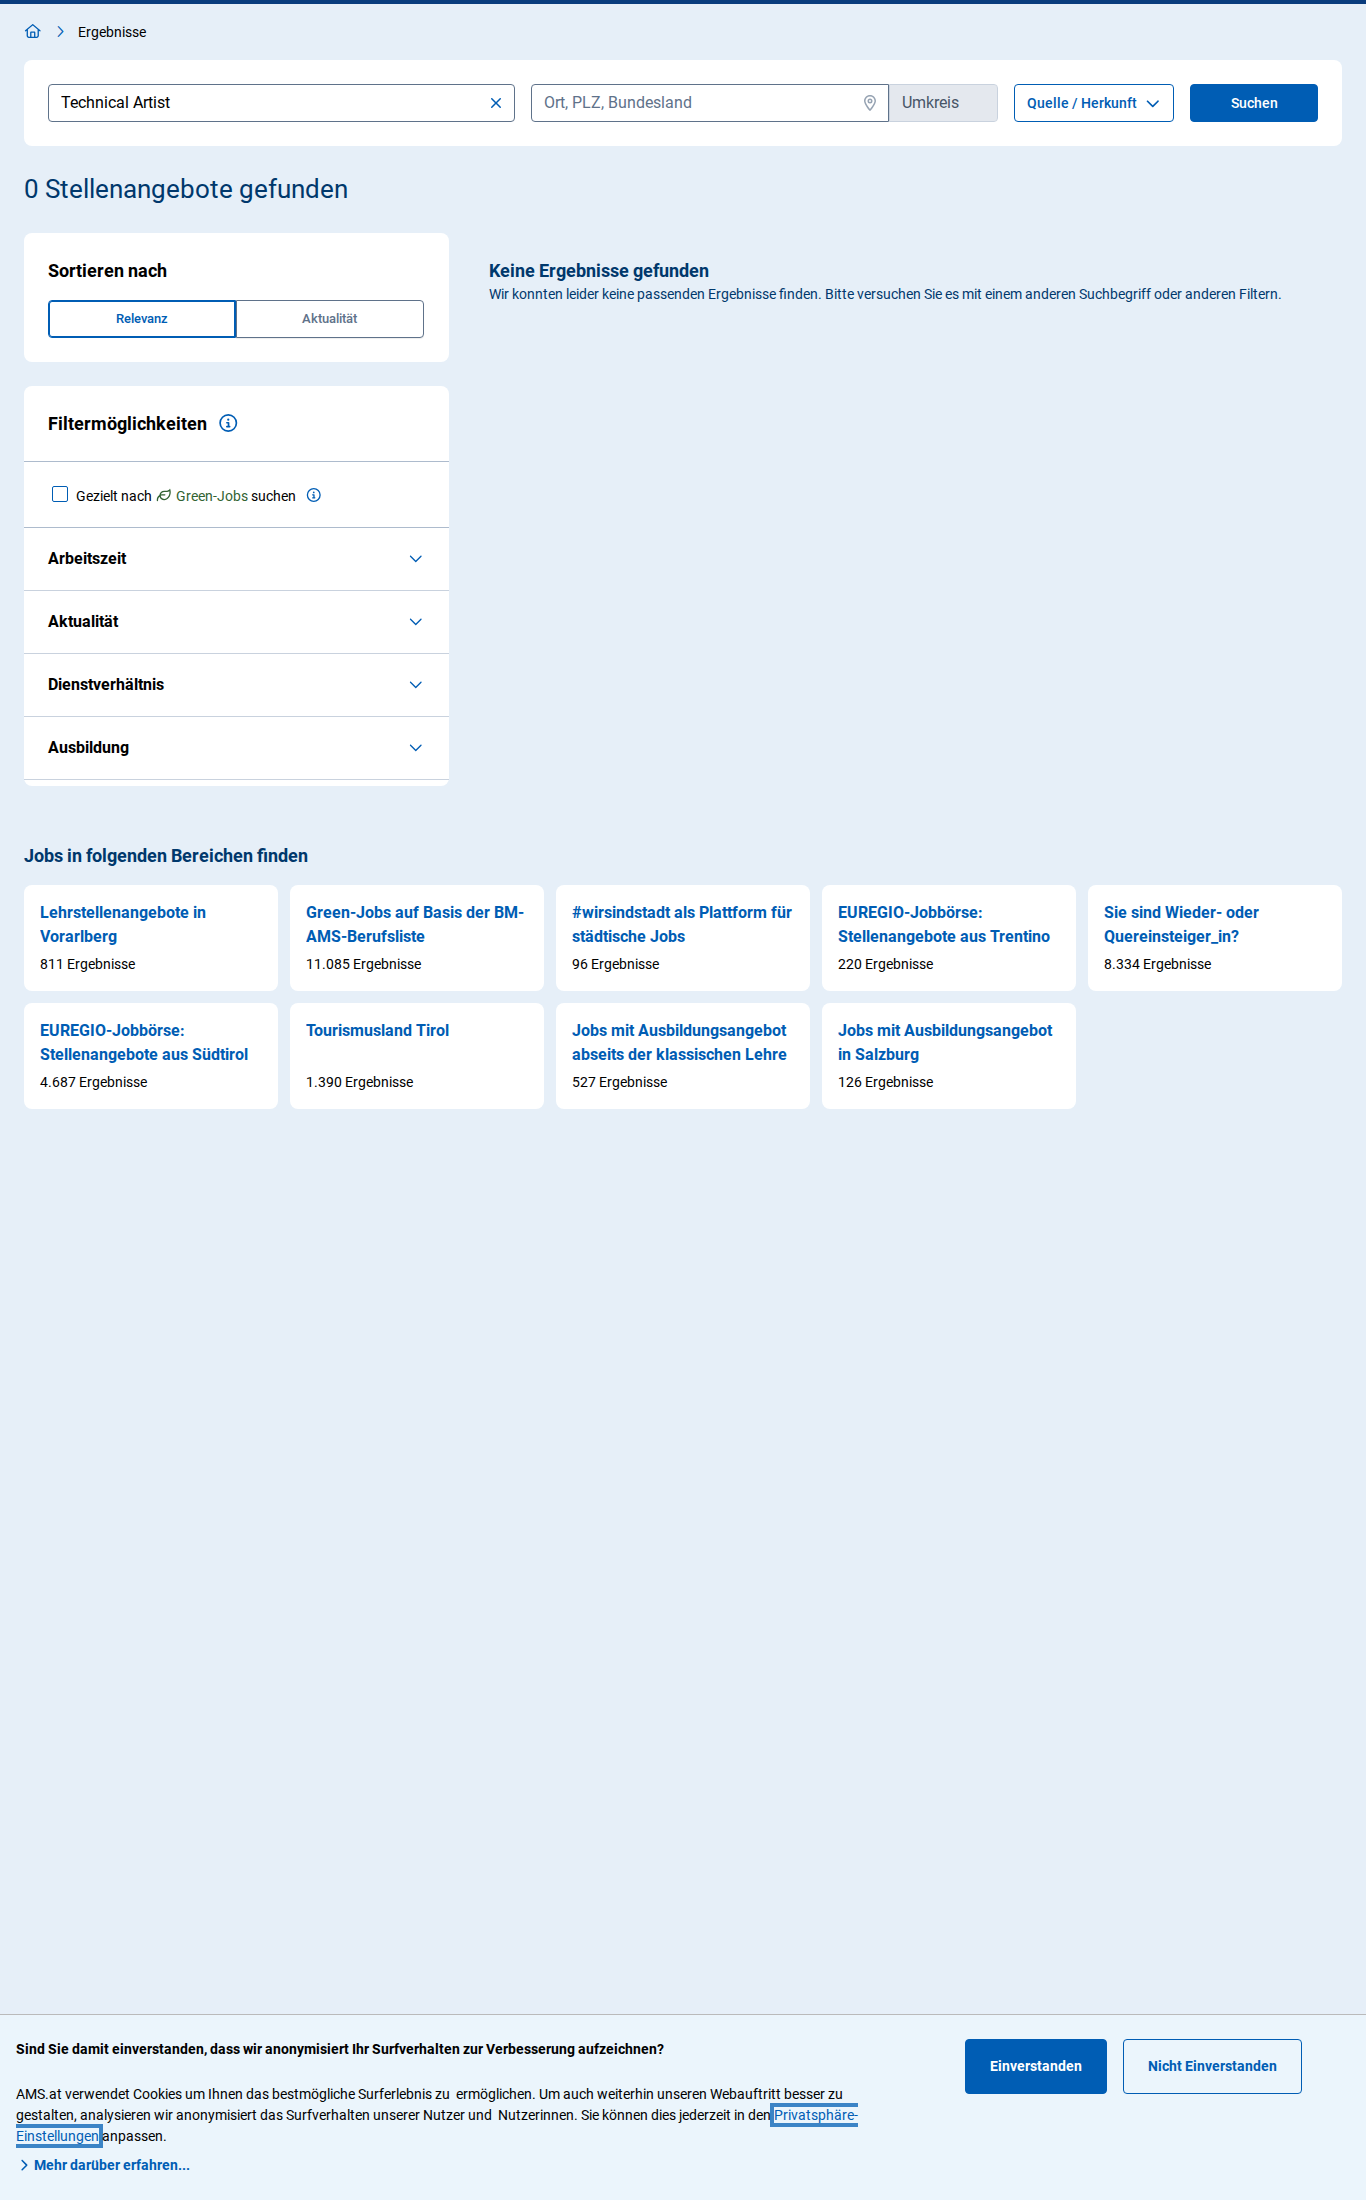 Ergebnisse
Technical Artist
Ort, PLZ, Bundesland
Umkreis
Quelle / Herkunft
Suchen
0 Stellenangebote gefunden
Sortieren nach
Relevanz
Aktualität
Keine Ergebnisse gefunden
Wir konnten leider keine passenden Ergebnisse finden. Bitte versuchen Sie es mit einem anderen Suchbegriff oder anderen Filtern.
Filtermöglichkeiten
Gezielt nach Green-Jobs suchen
Arbeitszeit
Aktualität
Dienstverhältnis
Ausbildung
Jobs in folgenden Bereichen finden
Lehrstellenangebote in
Vorarlberg
811 Ergebnisse
Green-Jobs auf Basis der BM-
AMS-Berufsliste
11.085 Ergebnisse
#wirsindstadt als Plattform für
städtische Jobs
96 Ergebnisse
EUREGIO-Jobbörse:
Stellenangebote aus Trentino
220 Ergebnisse
Sie sind Wieder- oder
Quereinsteiger_in?
8.334 Ergebnisse
EUREGIO-Jobbörse:
Stellenangebote aus Südtirol
4.687 Ergebnisse
Tourismusland Tirol
1.390 Ergebnisse
Jobs mit Ausbildungsangebot
abseits der klassischen Lehre
527 Ergebnisse
Jobs mit Ausbildungsangebot
in Salzburg
126 Ergebnisse
Sind Sie damit einverstanden, dass wir anonymisiert Ihr Surfverhalten zur Verbesserung aufzeichnen?
AMS.at verwendet Cookies um Ihnen das bestmögliche Surferlebnis zu ermöglichen. Um auch weiterhin unseren Webauftritt besser zu
gestalten, analysieren wir anonymisiert das Surfverhalten unserer Nutzer und Nutzerinnen. Sie können dies jederzeit in den Privatsphäre-
Einstellungen anpassen.
Mehr darüber erfahren...
Einverstanden
Nicht Einverstanden